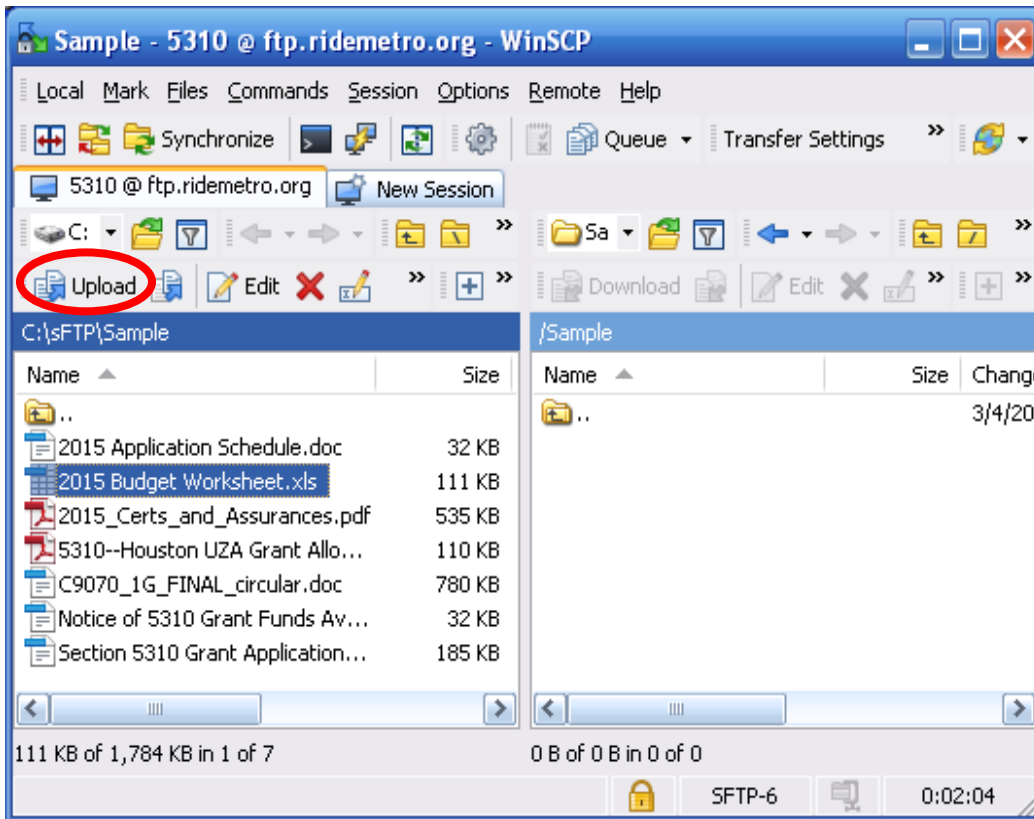 Sample - 5310 @ ftp.ridemetro.org - WinSCP
Local Mark Files Commands Session Options Remote Help
Synchronize Queue Transfer Settings »
5310 @ ftp.ridemetro.org New Session
C: » Sa »
Upload Edit » » Download Edit » »
C:\sFTP\Sample /Sample
Name Size Name Size Chang
.. .. 3/4/20
2015 Application Schedule.doc 32 KB
2015 Budget Worksheet.xls 111 KB
2015_Certs_and_Assurances.pdf 535 KB
5310--Houston UZA Grant Allo... 110 KB
C9070_1G_FINAL_circular.doc 780 KB
Notice of 5310 Grant Funds Av... 32 KB
Section 5310 Grant Application... 185 KB
111 KB of 1,784 KB in 1 of 7 0 B of 0 B in 0 of 0
SFTP-6 0:02:04